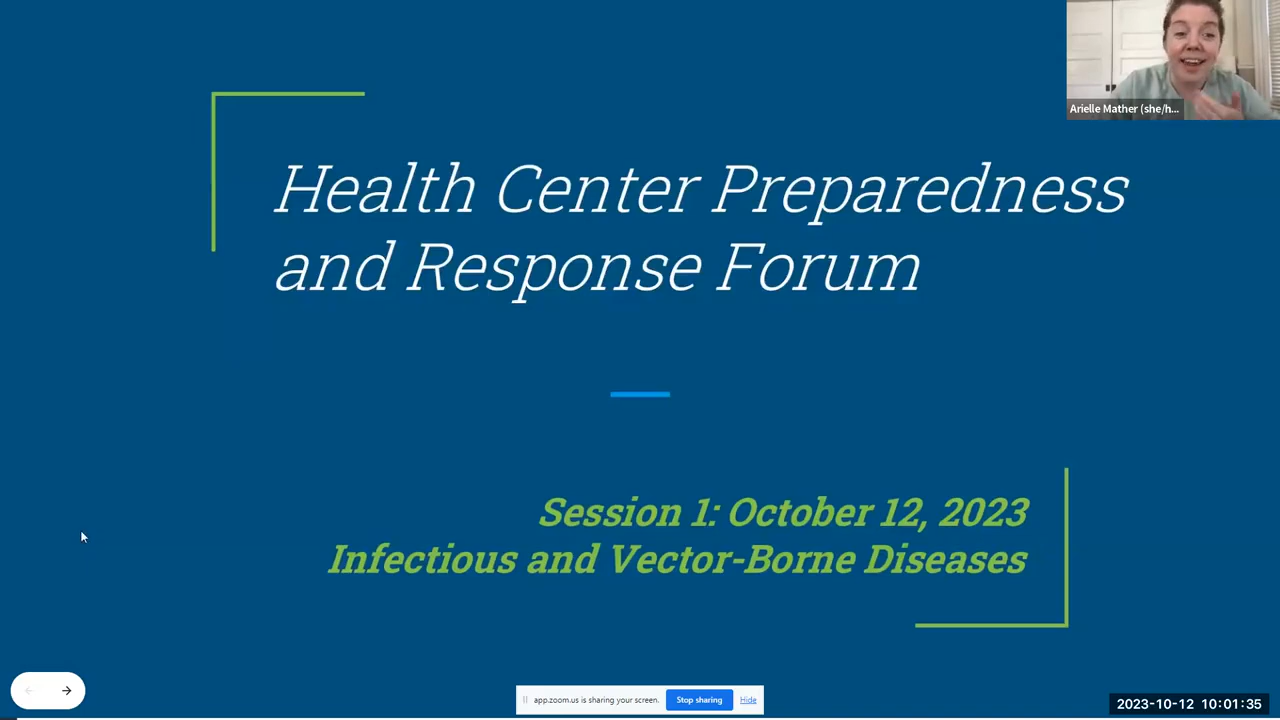 Arielle Mather (she/h...
Health Center Preparedness
and Response Forum
Session 1: October 12, 2023
Infectious and Vector-Borne Diseases
app.zoom.us is sharing your screen.
Stop sharing
Hide
2023-10-12 10:01:35